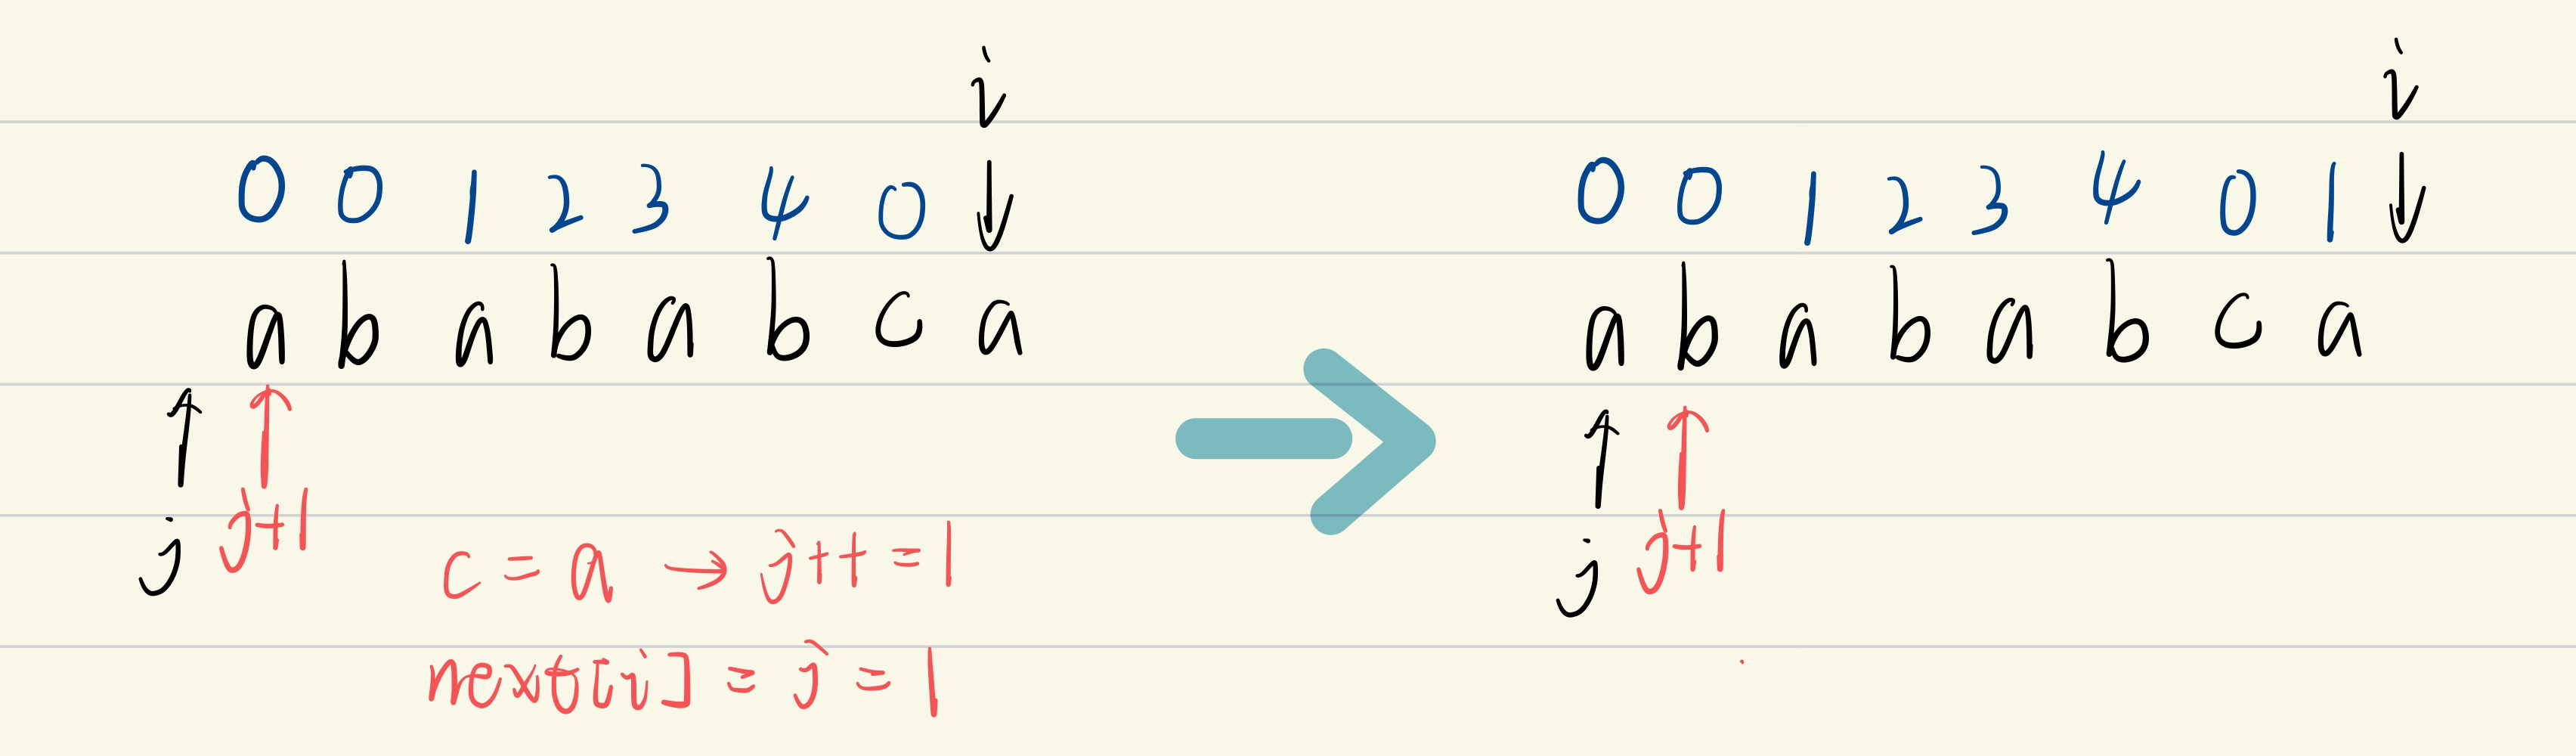 i i
0 0 1 2 3 4 0 0 0 1 2 3 4 0 1
a b a b a b c a a b a b a b c a
j j+1 j j+1
c = a → j++ = 1
next[i] = j = 1